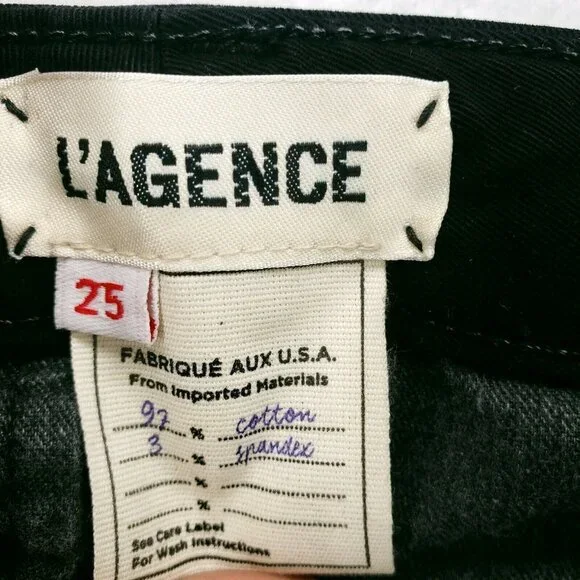 L'AGENCE
25
FABRIQUÉ AUX U.S.A.
From Imported Materials
97 % cotton
3 % spandex
%
%
See Care Label
For Wash Instructions